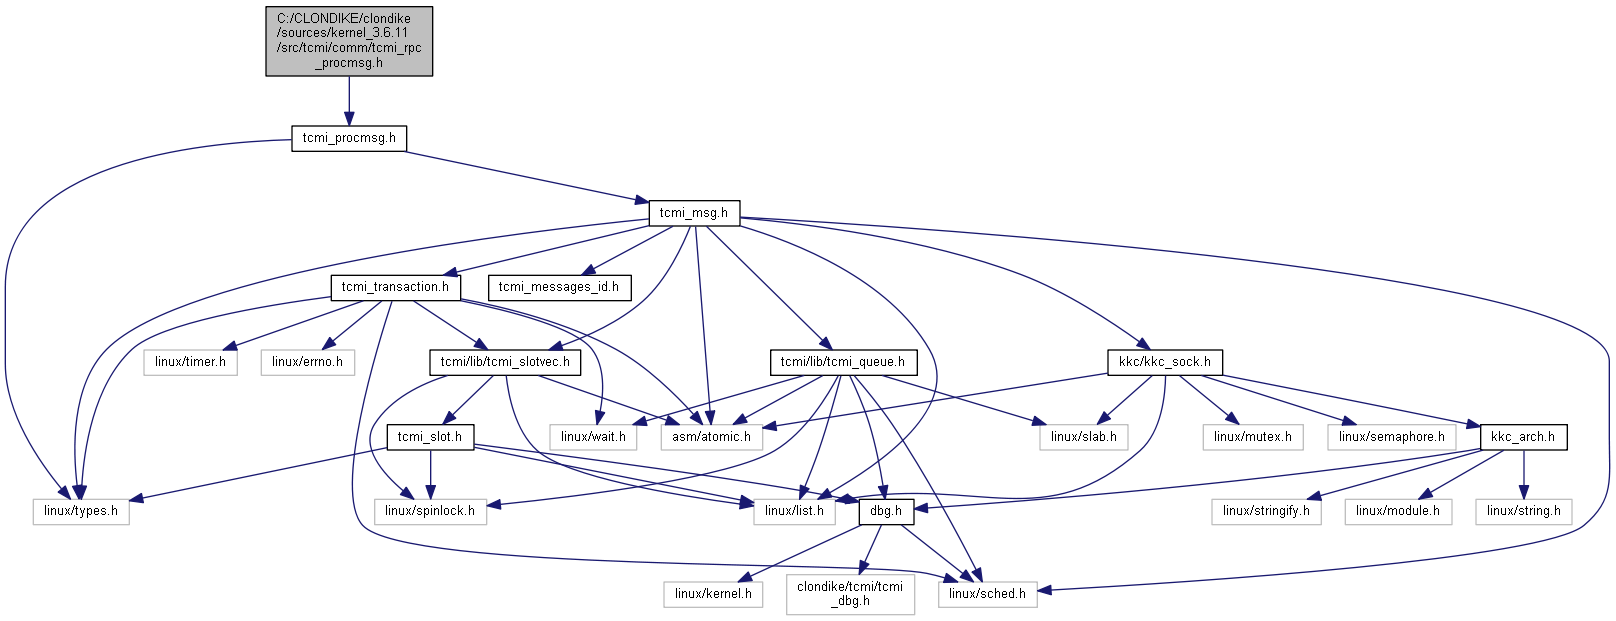 C:/CLONDIKE/clondike
/sources/kernel_3.6.11
/src/tcmi/comm/tcmi_rpc
_procmsg.h
tcmi_procmsg.h
tcmi_msg.h
tcmi_transaction.h
tcmi_messages_id.h
linux/timer.h
linux/errno.h
tcmi/lib/tcmi_slotvec.h
tcmi/lib/tcmi_queue.h
kkc/kkc_sock.h
tcmi_slot.h
linux/wait.h
asm/atomic.h
linux/slab.h
linux/mutex.h
linux/semaphore.h
kkc_arch.h
linux/types.h
linux/spinlock.h
linux/list.h
dbg.h
linux/stringify.h
linux/module.h
linux/string.h
linux/kernel.h
clondike/tcmi/tcmi
_dbg.h
linux/sched.h